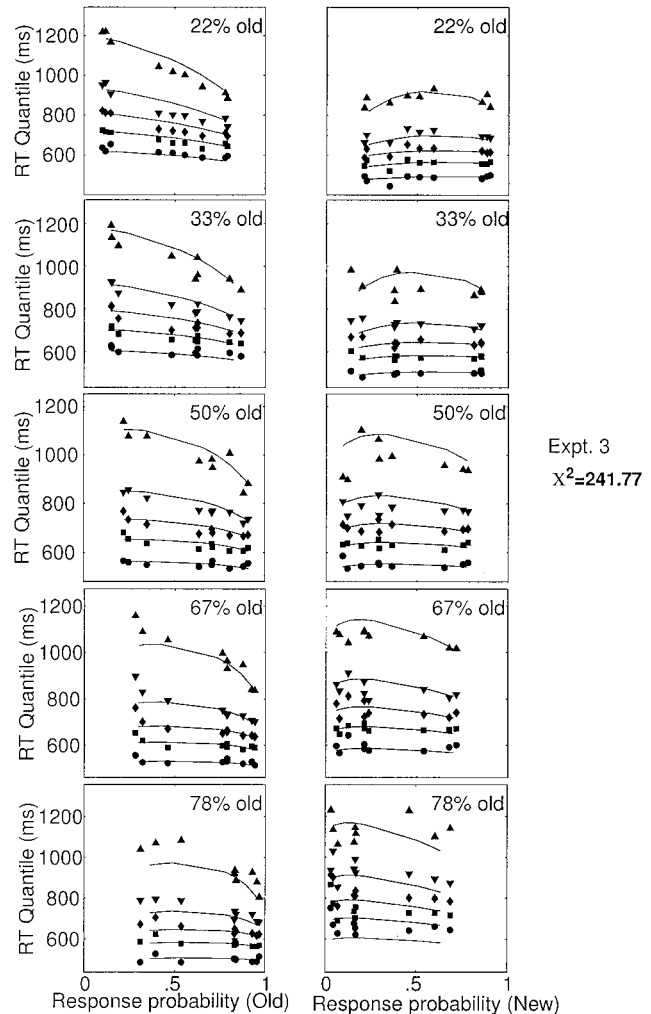 22% old
22% old
1200
1000
800
600
RT Quantile (ms)
33% old
33% old
1200
1000
800
600
RT Quantile (ms)
50% old
50% old
1200
1000
800
600
RT Quantile (ms)
Expt. 3
X²=241.77
67% old
67% old
1200
1000
800
600
RT Quantile (ms)
78% old
78% old
1200
1000
800
600
RT Quantile (ms)
0 .5 1 0 .5 1
Response probability (Old) Response probability (New)